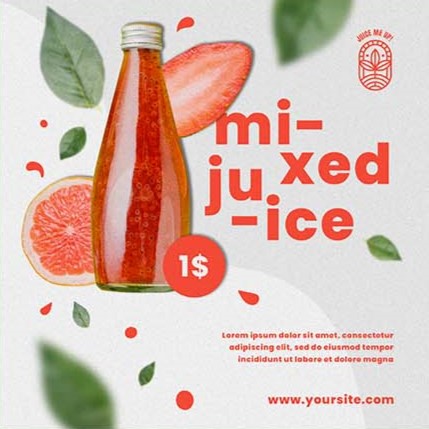 JUICE ME UP!
mi-
xed
ju
-ice
1$
Lorem ipsum dolor sit amet, consectetur
adipiscing elit, sed do eiusmod tempor
incididunt ut labore et dolore magna
www.yoursite.com